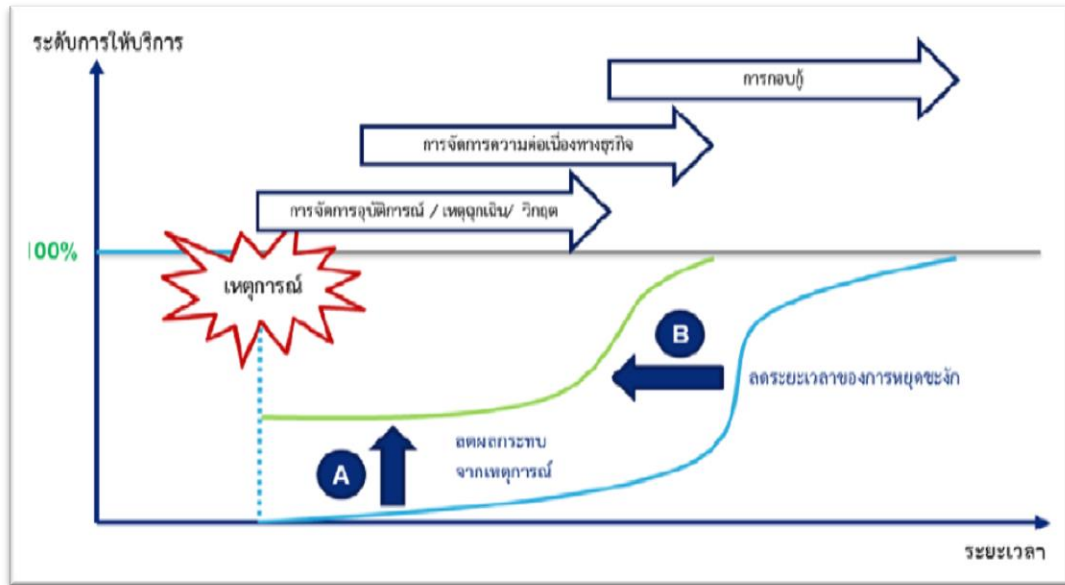 ระดับการให้บริการ
การกอบกู้
การจัดการความต่อเนื่องทางธุรกิจ
การจัดการอุบัติการณ์ / เหตุฉุกเฉิน/ วิกฤต
100%
เหตุการณ์
B
ลดระยะเวลาของการหยุดชะงัก
ลดผลกระทบ
จากเหตุการณ์
A
ระยะเวลา